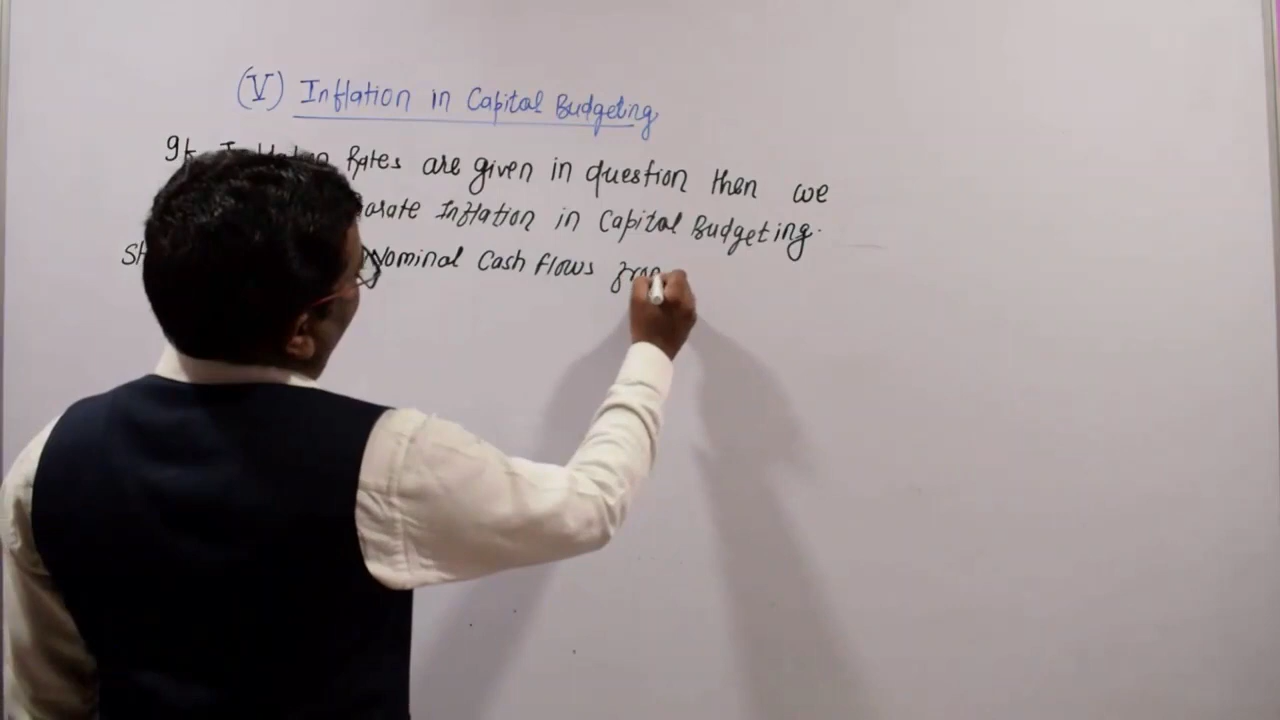 (V) Inflation in Capital Budgeting
If Rates are given in question then we
Inflation in Capital Budgeting.
Nominal Cash flows